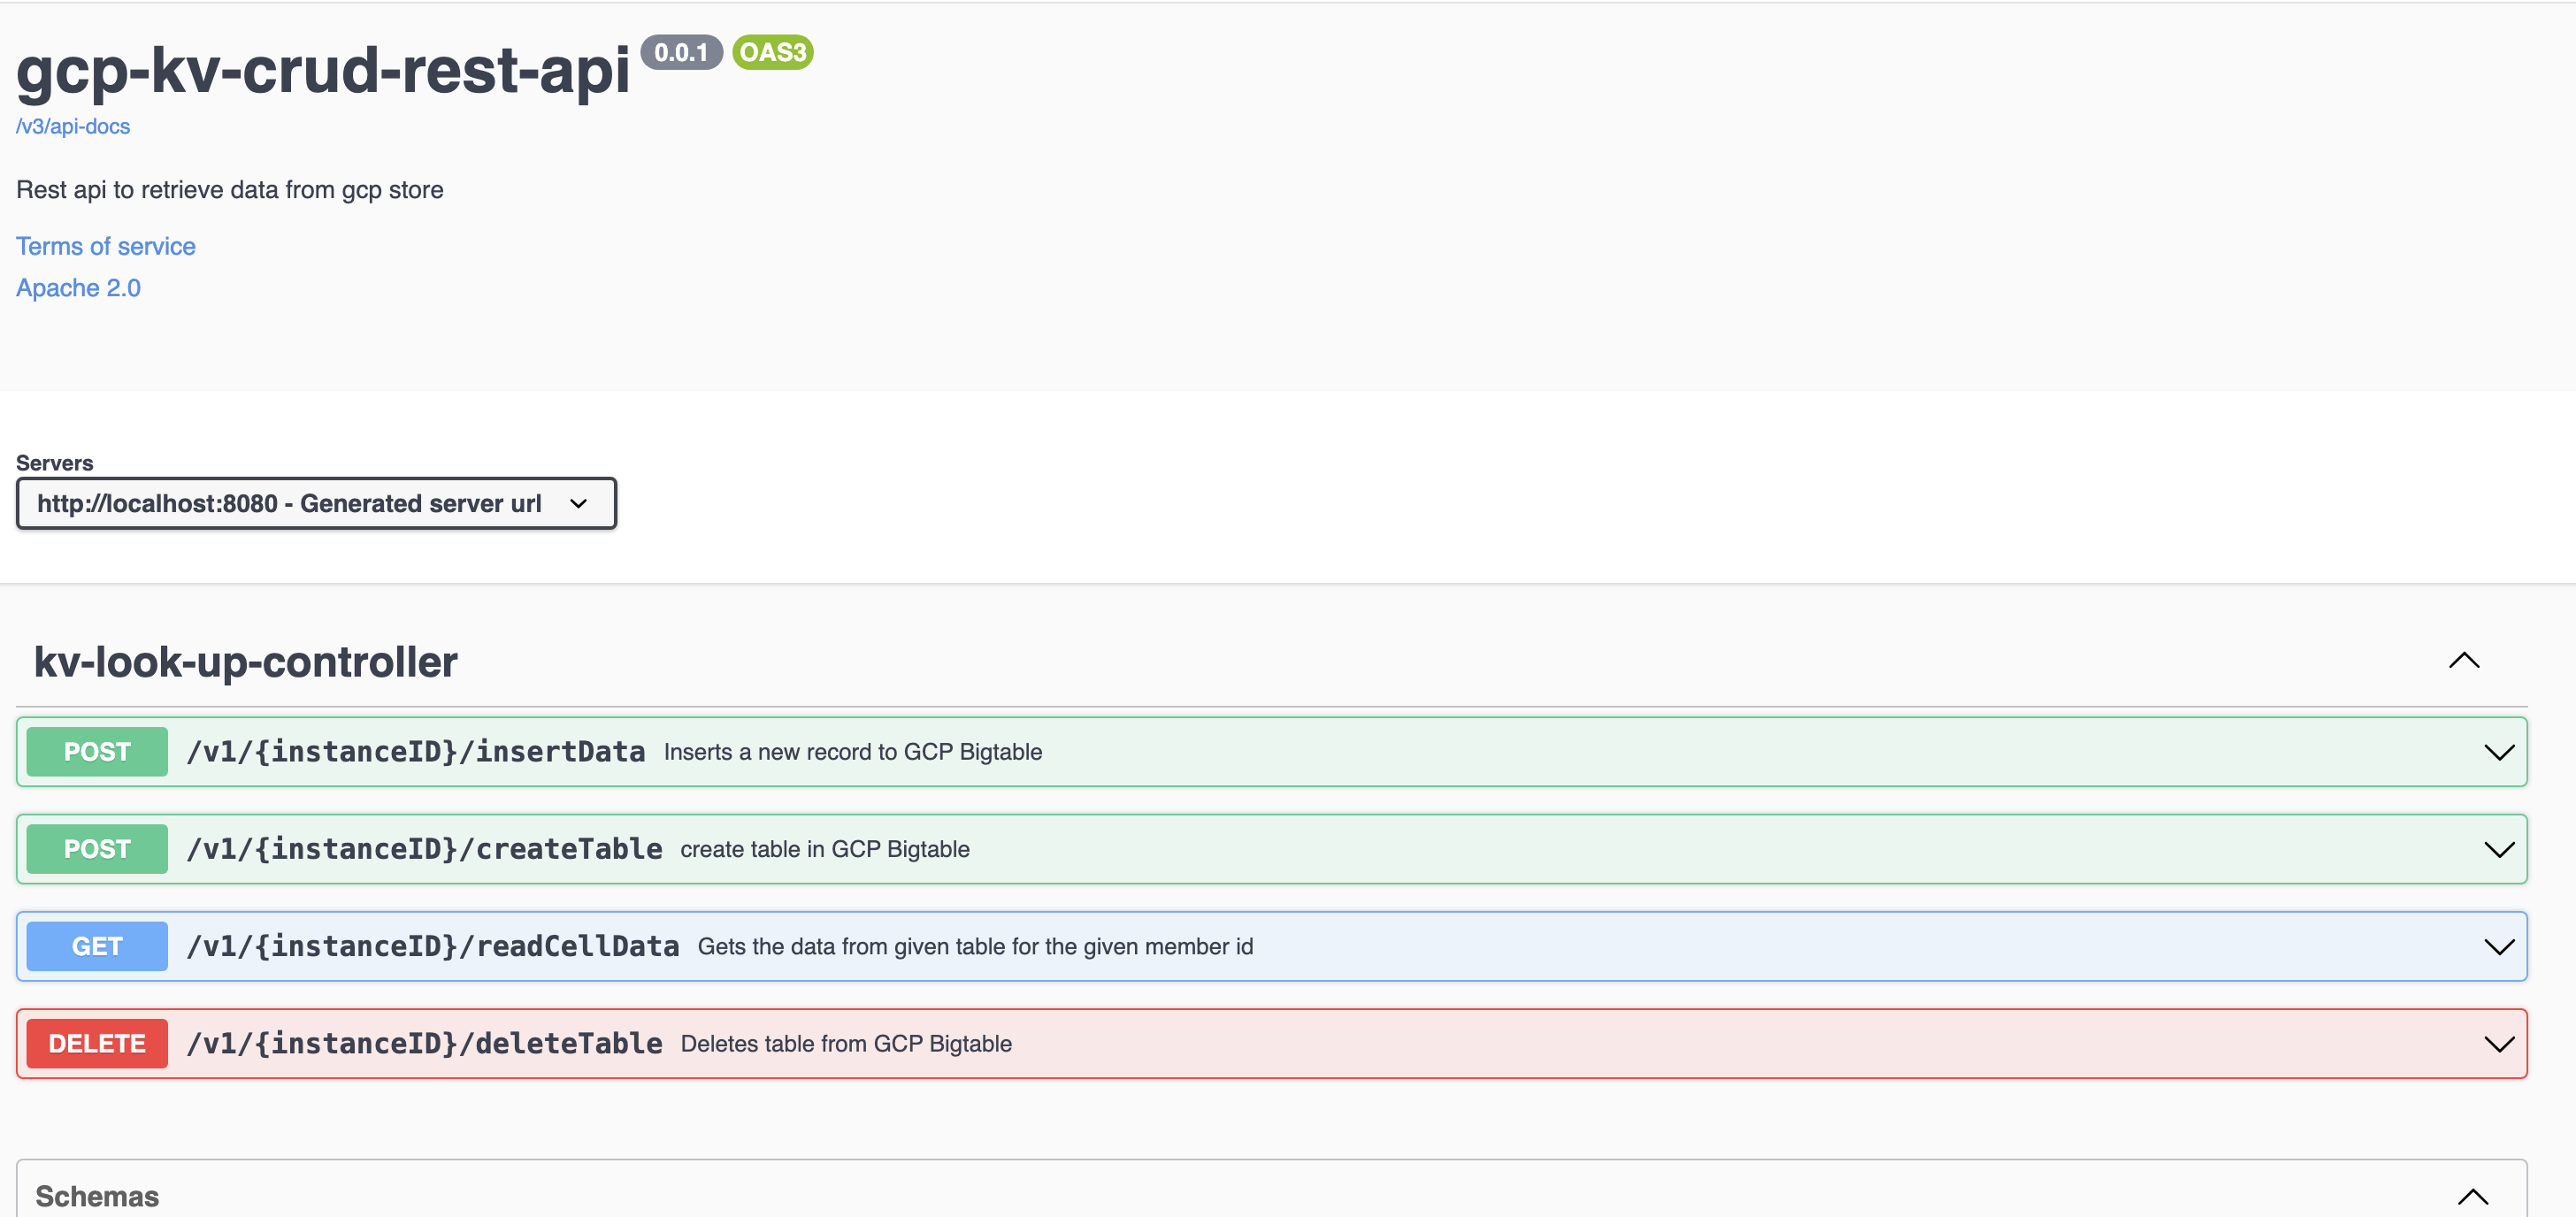 gcp-kv-crud-rest-api 0.0.1 OAS3
/v3/api-docs
Rest api to retrieve data from gcp store
Terms of service
Apache 2.0
Servers
http://localhost:8080 - Generated server url
kv-look-up-controller
POST /v1/{instanceID}/insertData Inserts a new record to GCP Bigtable
POST /v1/{instanceID}/createTable create table in GCP Bigtable
GET /v1/{instanceID}/readCellData Gets the data from given table for the given member id
DELETE /v1/{instanceID}/deleteTable Deletes table from GCP Bigtable
Schemas